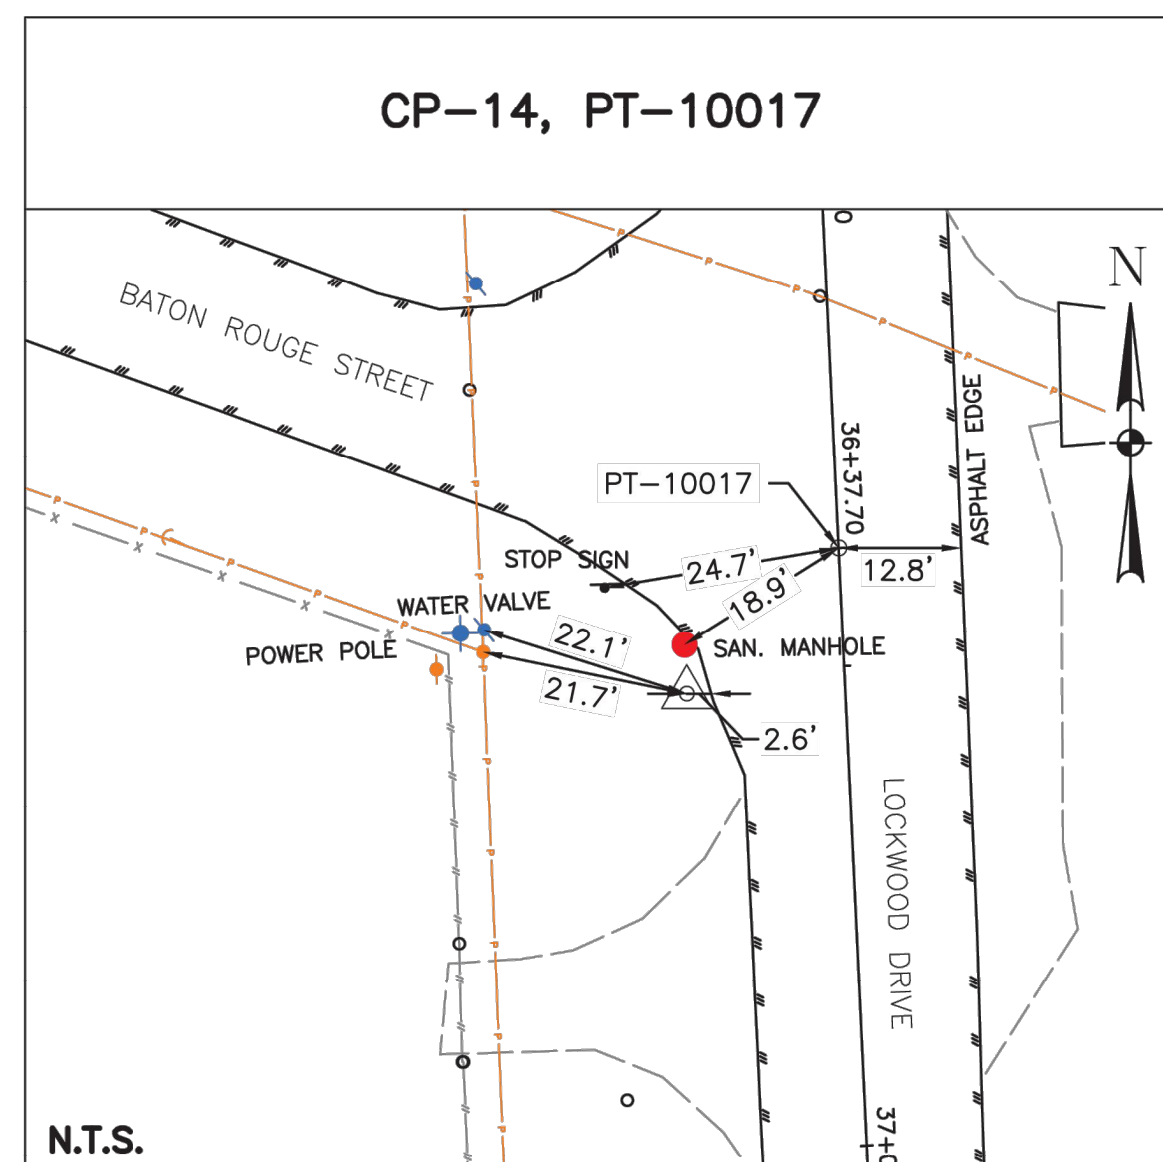 CP-14, PT-10017
N
0
BATON ROUGE STREET
ASPHALT EDGE
36+37.70
PT-10017
STOP SIGN
24.7'
12.8'
18.9'
WATER VALVE
22.1'
POWER POLE
SAN. MANHOLE
21.7'
2.6'
LOCKWOOD DRIVE
N.T.S.
37+0